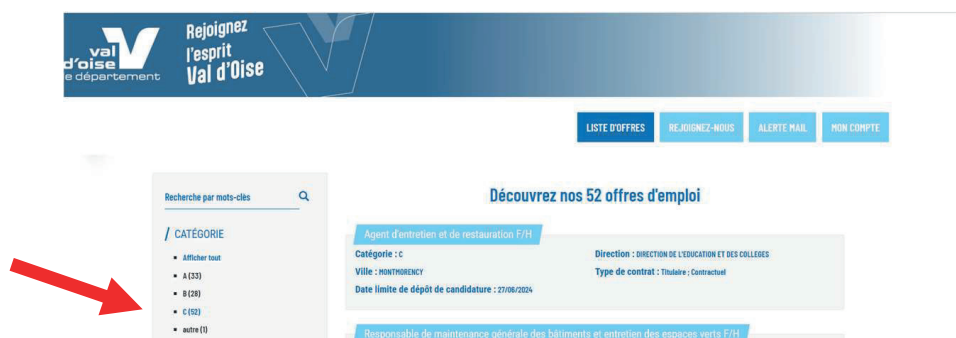 val
d'oise
e département
Rejoignez
l'esprit
Val d'Oise
LISTE D'OFFRES REJOIGNEZ-NOUS ALERTE MAIL MON COMPTE
Recherche par mots-clés
/ CATÉGORIE
Afficher tout
A (33)
B (28)
C (52)
autre (1)
Découvrez nos 52 offres d'emploi
Agent d'entretien et de restauration F/H
Catégorie : C Direction : DIRECTION DE L'EDUCATION ET DES COLLEGES
Ville : MONTMORENCY Type de contrat : Titulaire ; Contractuel
Date limite de dépôt de candidature : 27/06/2024
Responsable de maintenance générale des bâtiments et entretien des espaces verts F/H